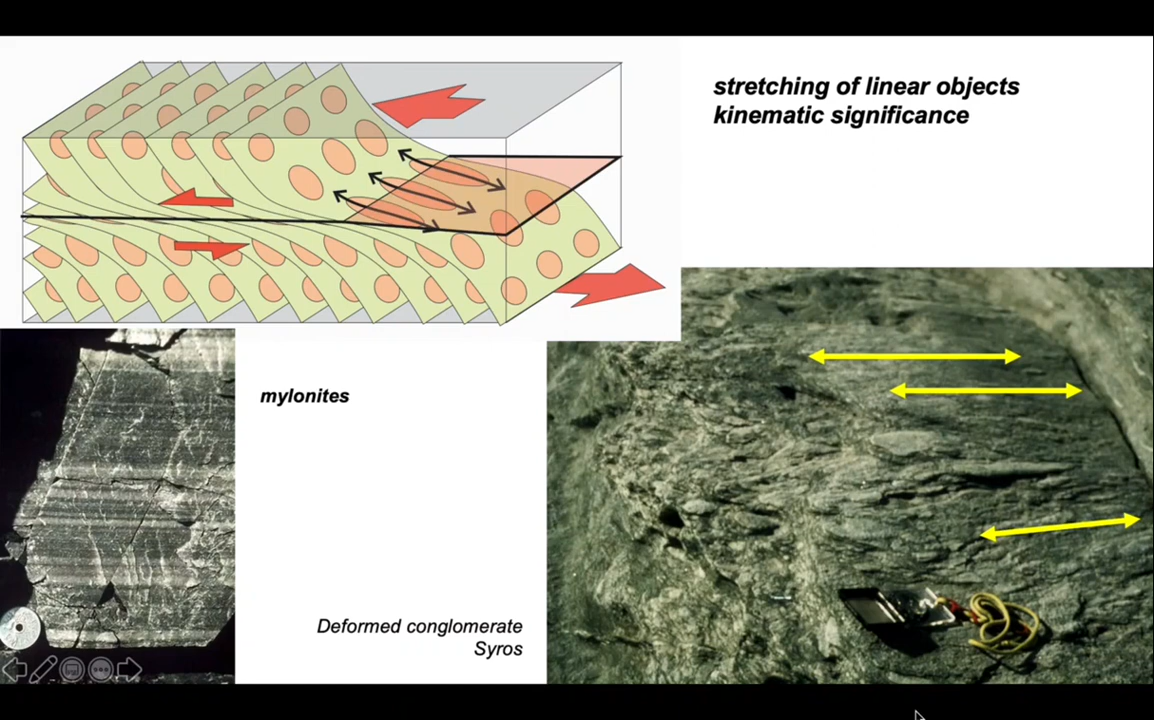 stretching of linear objects
kinematic significance
mylonites
Deformed conglomerate
Syros